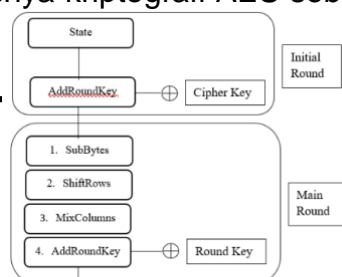 State
Initial
Round
AddRoundKey
Cipher Key
1. SubBytes
2. ShiftRows
3. MixColumns
Main
Round
4. AddRoundKey
Round Key